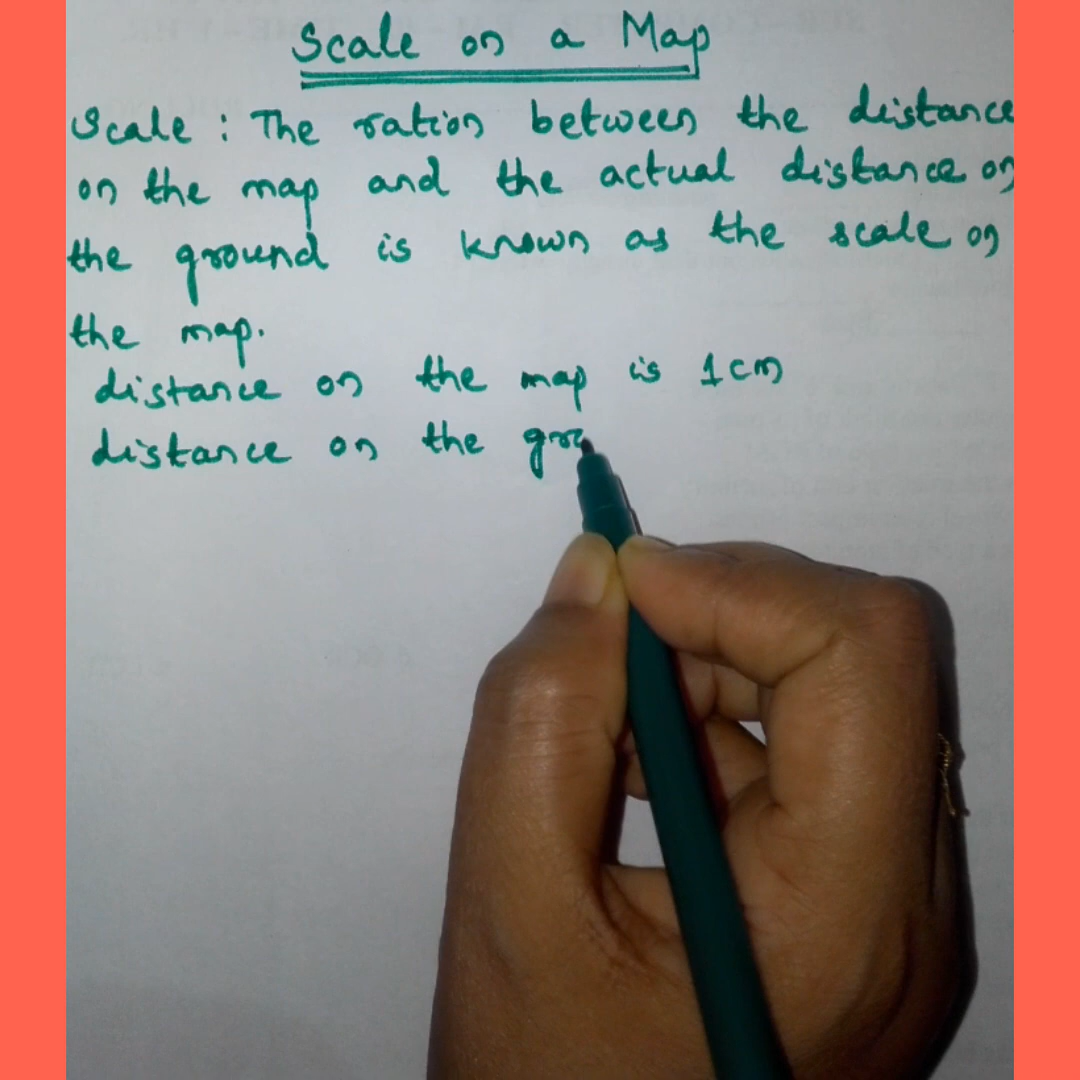 Scale on a Map
Scale : The ration between the distance
on the map and the actual distance on
the ground is known as the scale on
the map.
distance on the map is 1cm
distance on the gro